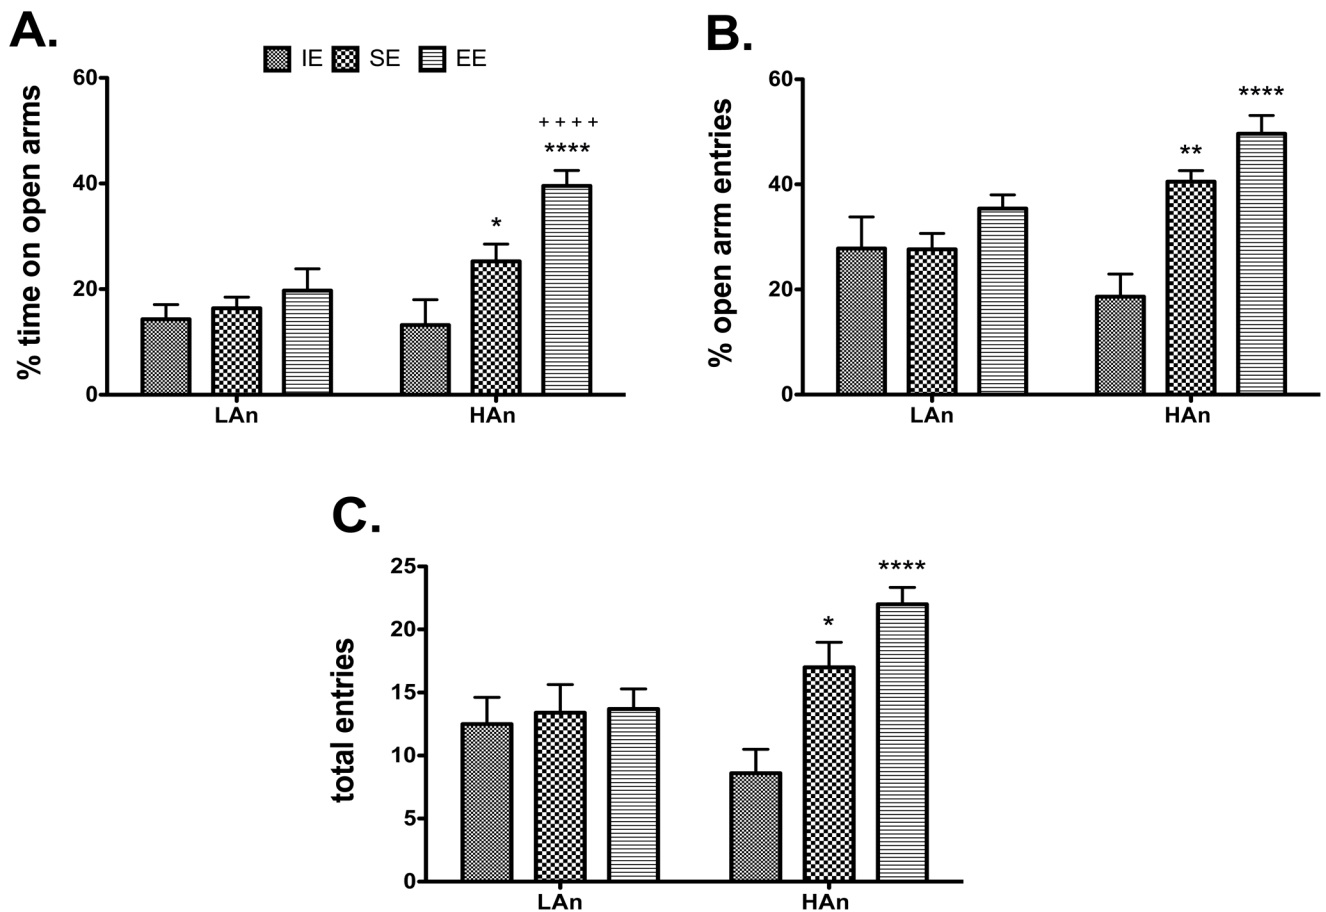 A.
IE SE EE
% time on open arms
60
40
20
0
++++
****
*
LAn HAn
B.
% open arm entries
60
40
20
0
****
**
LAn HAn
C.
total entries
25
20
15
10
5
0
****
*
LAn HAn